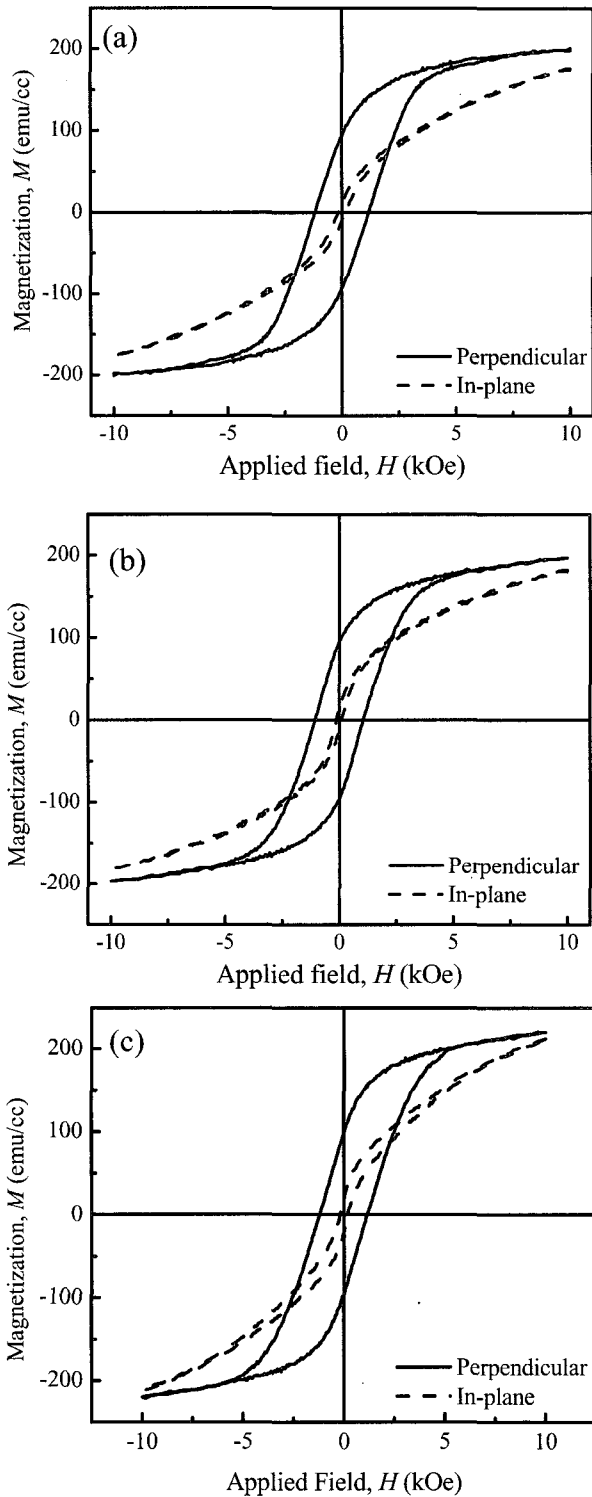 (a)
200
100
0
-100
-200
Magnetization, M (emu/cc)
Perpendicular
In-plane
-10 -5 0 5 10
Applied field, H (kOe)
(b)
200
100
0
-100
-200
Magnetization, M (emu/cc)
Perpendicular
In-plane
-10 -5 0 5 10
Applied field, H (kOe)
(c)
200
100
0
-100
-200
Magnetization, M (emu/cc)
Perpendicular
In-plane
-10 -5 0 5 10
Applied Field, H (kOe)